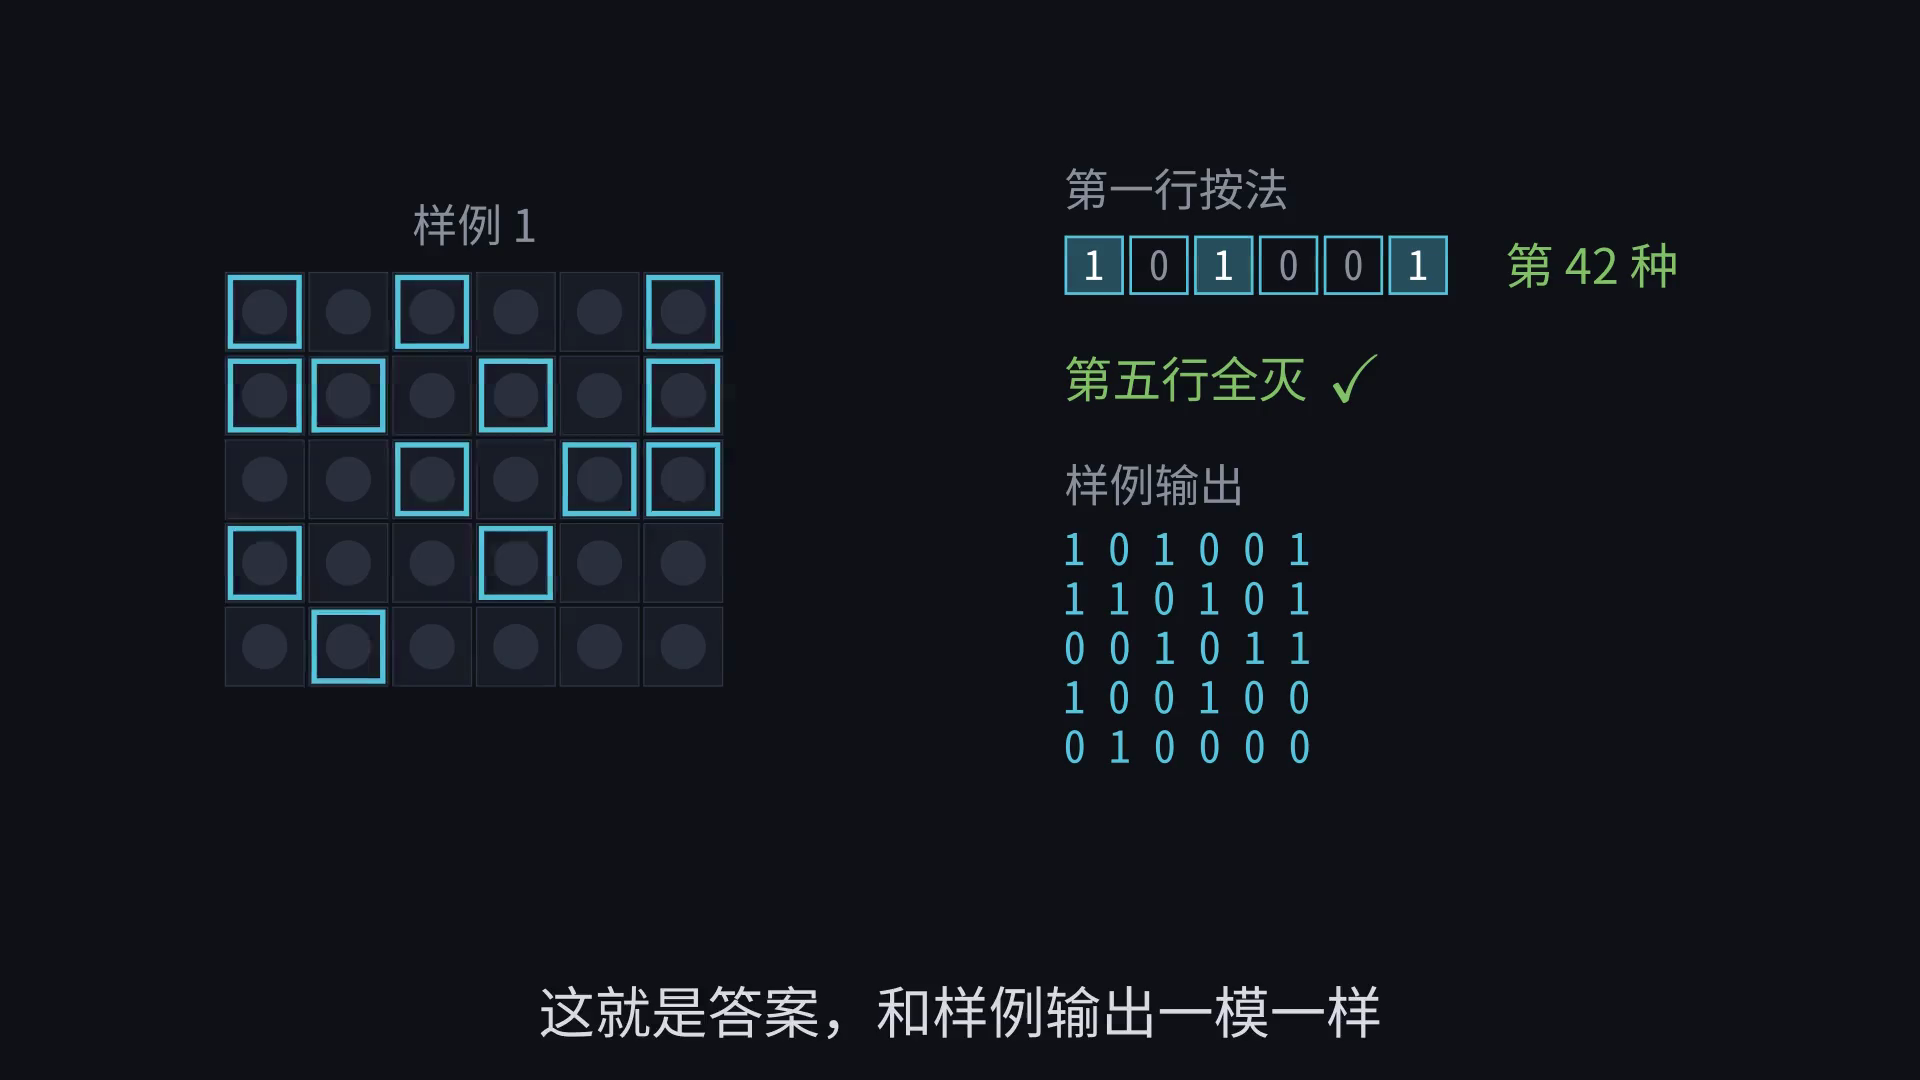 样例 1
第一行按法
1 0 1 0 0 1 第 42 种
第五行全灭 ✓
样例输出
1 0 1 0 0 1
1 1 0 1 0 1
0 0 1 0 1 1
1 0 0 1 0 0
0 1 0 0 0 0
这就是答案，和样例输出一模一样